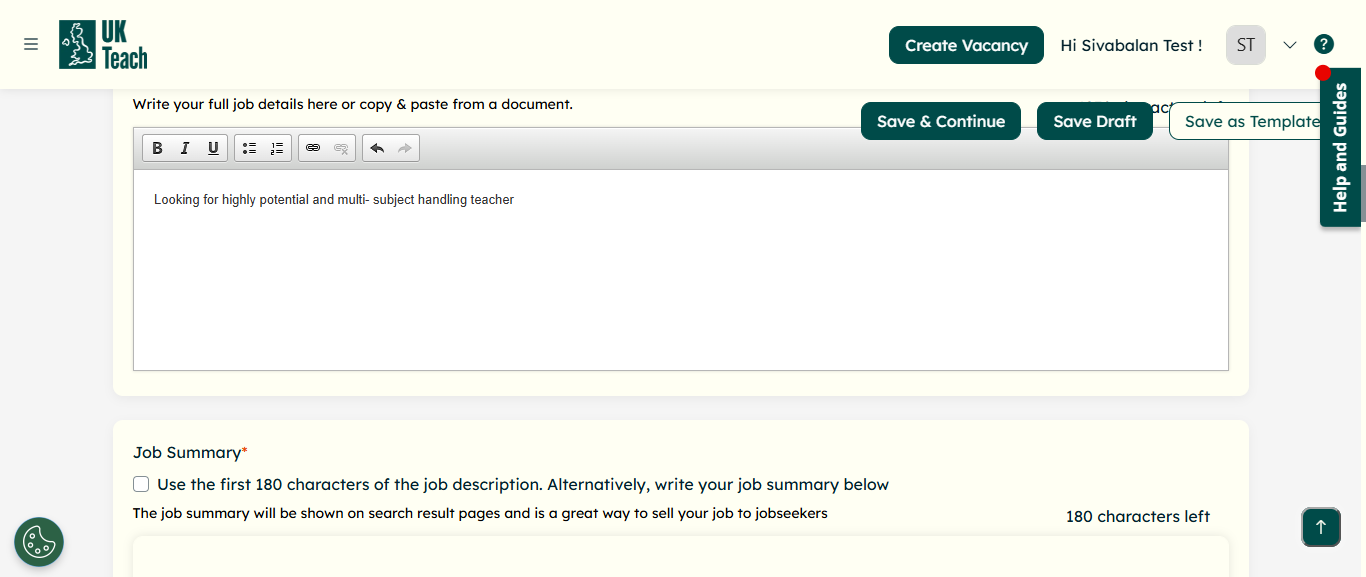 UK
Teach
Create Vacancy
Hi Sivabalan Test !
ST
?
Write your full job details here or copy & paste from a document.
Save & Continue
Save Draft
Save as Template
Help and Guides
B I U
Looking for highly potential and multi- subject handling teacher
Job Summary*
Use the first 180 characters of the job description. Alternatively, write your job summary below
The job summary will be shown on search result pages and is a great way to sell your job to jobseekers
180 characters left